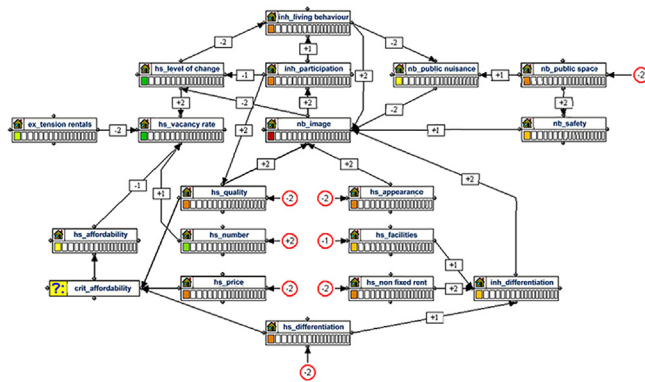 inh_living behaviour
-2
-2
+1
hs_level of change
-1
inh_participation
+2
nb_public nuisance
+1
nb_public space
-2
+2
-2
+2
-2
+2
ex_tension rentals
-2
hs_vacancy rate
+2
nb_image
+1
nb_safety
+2
+2
+2
-1
+1
hs_quality
-2
-2
hs_appearance
hs_affordability
hs_number
+2
-1
hs_facilities
+1
?: crit_affordability
hs_price
-2
-2
hs_non fixed rent
+2
inh_differentiation
hs_differentiation
+1
-2